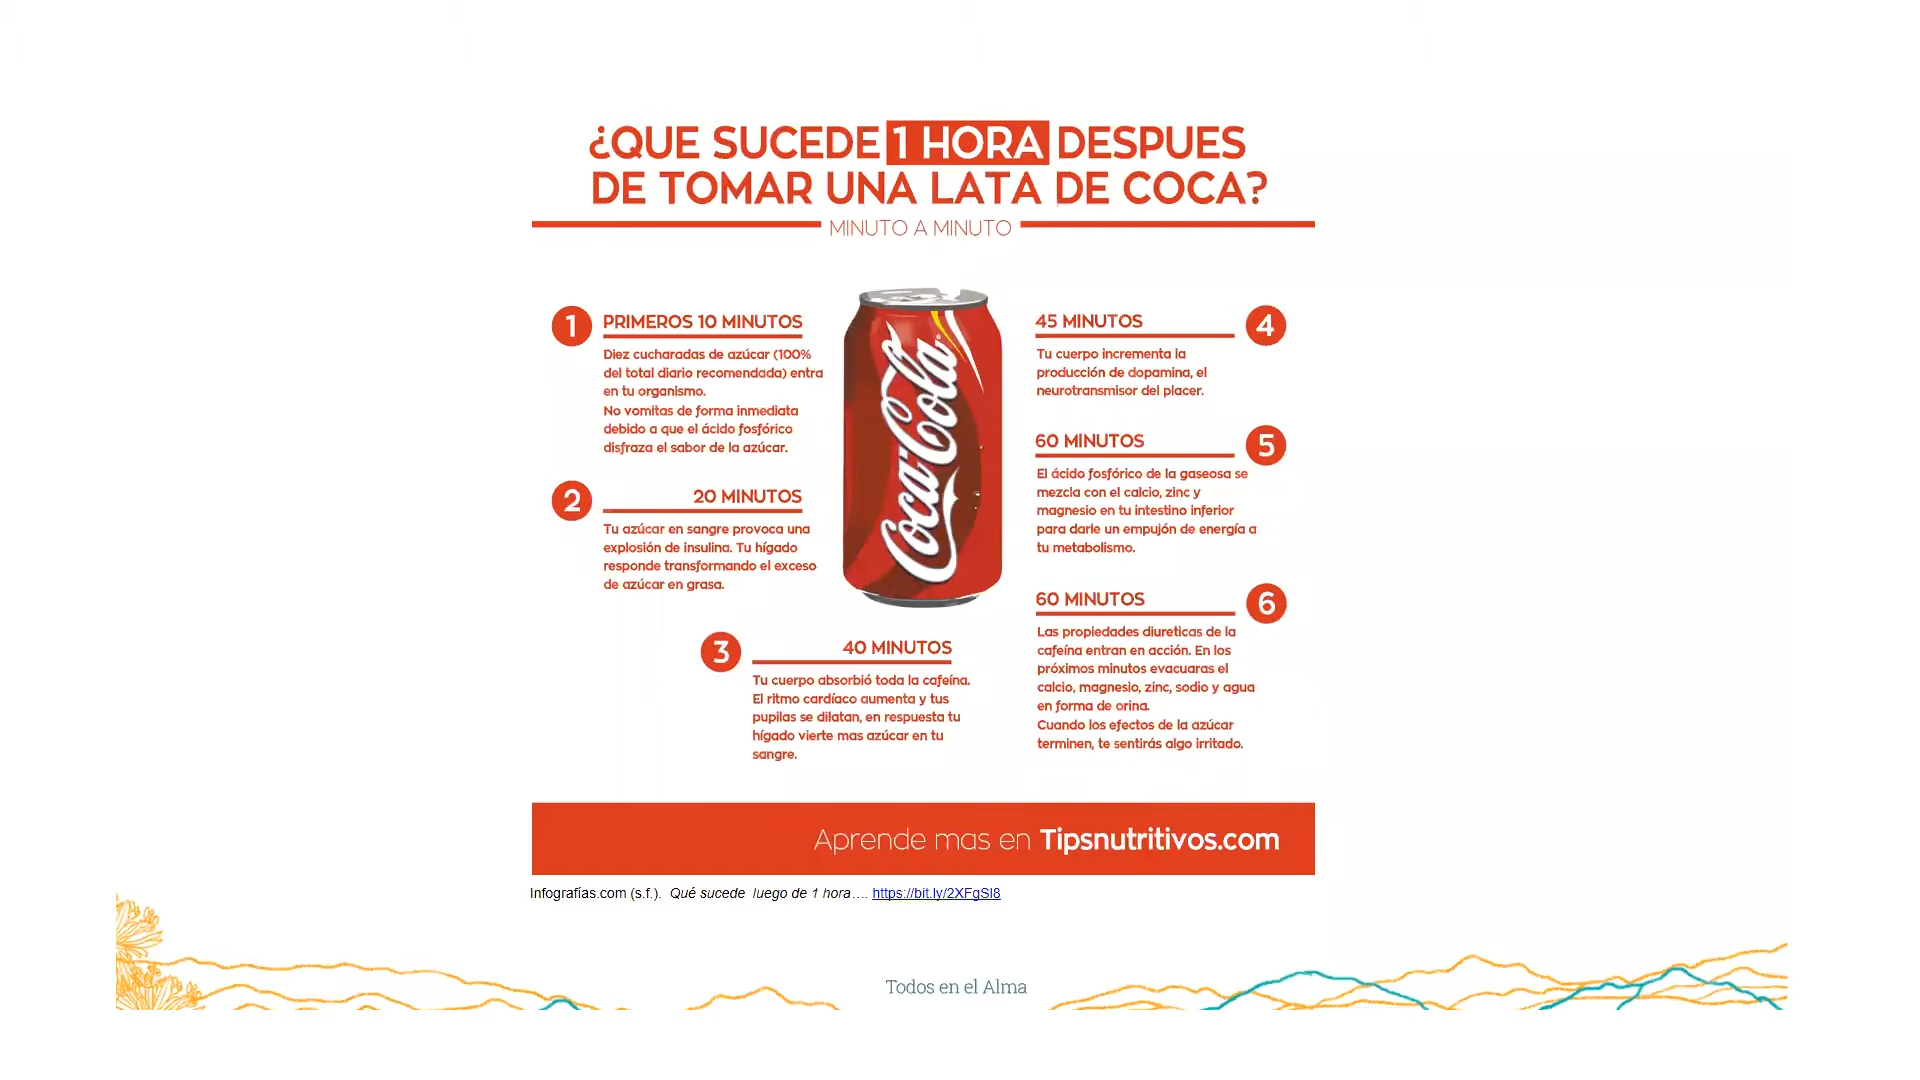 ¿QUE SUCEDE 1 HORA DESPUES
DE TOMAR UNA LATA DE COCA?
MINUTO A MINUTO
1
PRIMEROS 10 MINUTOS
Diez cucharadas de azúcar (100%
del total diario recomendada) entra
en tu organismo.
No vomitas de forma inmediata
debido a que el ácido fosfórico
disfraza el sabor de la azúcar.
2
20 MINUTOS
Tu azúcar en sangre provoca una
explosión de insulina. Tu hígado
responde transformando el exceso
de azúcar en grasa.
3
40 MINUTOS
Tu cuerpo absorbió toda la cafeína.
El ritmo cardíaco aumenta y tus
pupilas se dilatan, en respuesta tu
hígado vierte mas azúcar en tu
sangre.
Coca-Cola
45 MINUTOS
4
Tu cuerpo incrementa la
producción de dopamina, el
neurotransmisor del placer.
60 MINUTOS
5
El ácido fosfórico de la gaseosa se
mezcla con el calcio, zinc y
magnesio en tu intestino inferior
para darle un empujón de energía a
tu metabolismo.
60 MINUTOS
6
Las propiedades diureticas de la
cafeína entran en acción. En los
próximos minutos evacuaras el
calcio, magnesio, zinc, sodio y agua
en forma de orina.
Cuando los efectos de la azúcar
terminen, te sentirás algo irritado.
Aprende mas en Tipsnutritivos.com
Infografías.com (s.f.). Qué sucede luego de 1 hora…. https://bit.ly/2XFgSI8
Todos en el Alma